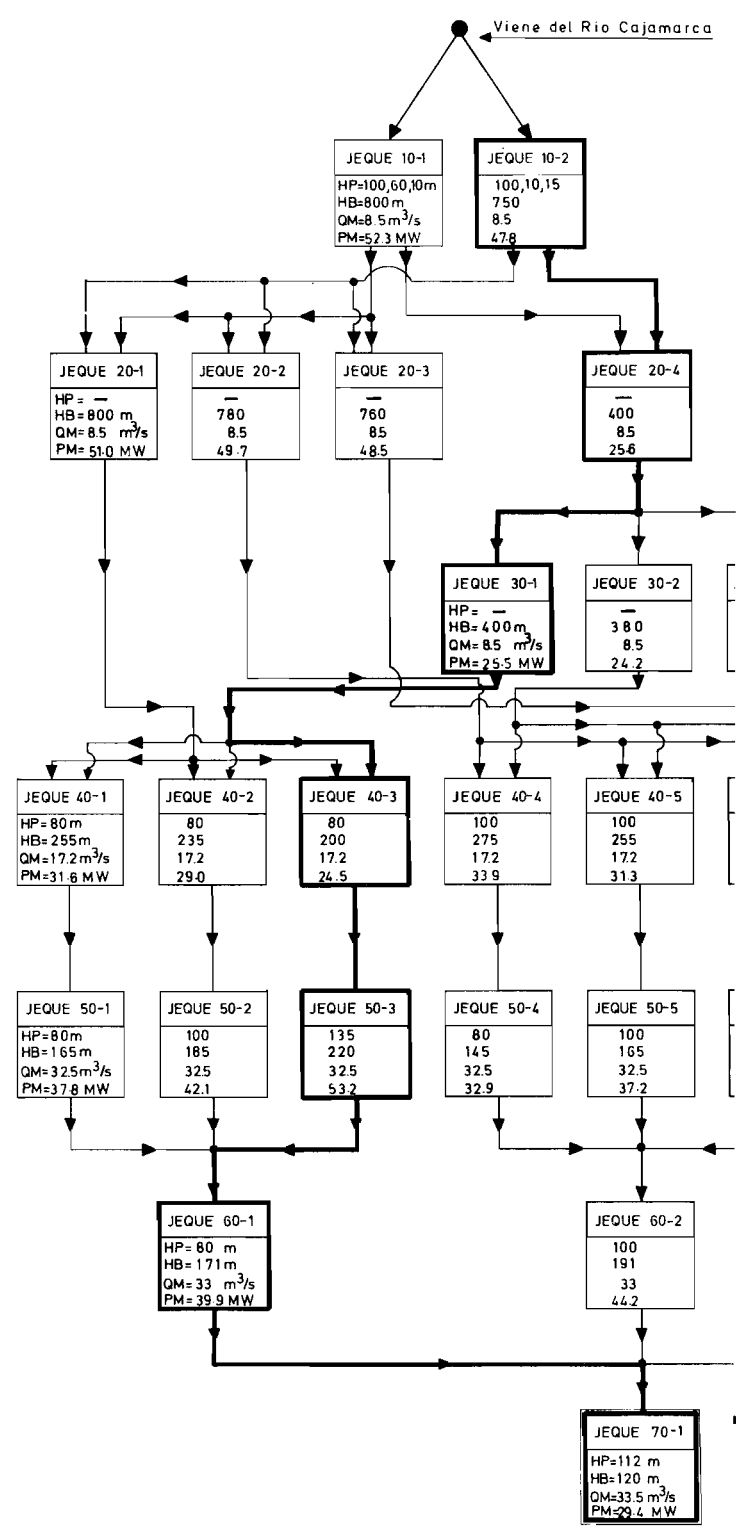 Viene del Rio Cajamarca
JEQUE 10-1
HP=100,60,10m
HB=800m
QM=8.5m³/s
PM=52.3 MW
JEQUE 10-2
100,10,15
750
8.5
47.8
JEQUE 20-1
HP= —
HB=800 m
QM=8.5 m³/s
PM=51.0 MW
JEQUE 20-2
—
780
8.5
49.7
JEQUE 20-3
—
760
8.5
48.5
JEQUE 20-4
—
400
8.5
25.6
JEQUE 30-1
HP= —
HB=400m
QM=8.5 m³/s
PM=25.5 MW
JEQUE 30-2
—
380
8.5
24.2
JEQUE 40-1
HP=80m
HB=255m
QM=17.2m³/s
PM=31.6 MW
JEQUE 40-2
80
235
17.2
29.0
JEQUE 40-3
80
200
17.2
24.5
JEQUE 40-4
100
275
17.2
33.9
JEQUE 40-5
100
255
17.2
31.3
JEQUE 50-1
HP=80m
HB=165m
QM=32.5m³/s
PM=37.8 MW
JEQUE 50-2
100
185
32.5
42.1
JEQUE 50-3
135
220
32.5
53.2
JEQUE 50-4
80
145
32.5
32.9
JEQUE 50-5
100
165
32.5
37.2
JEQUE 60-1
HP=80 m
HB=171m
QM=33 m³/s
PM=39.9 MW
JEQUE 60-2
100
191
33
44.2
JEQUE 70-1
HP=112 m
HB=120 m
QM=33.5 m³/s
PM=29.4 MW